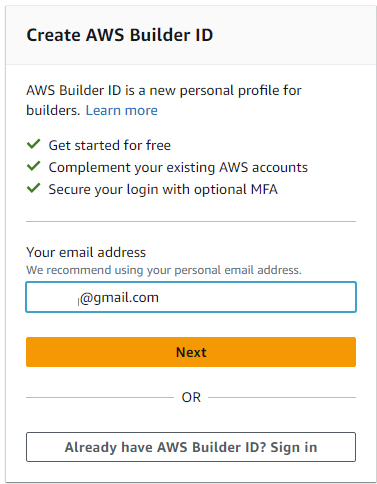 Create AWS Builder ID
AWS Builder ID is a new personal profile for
builders. Learn more
Get started for free
Complement your existing AWS accounts
Secure your login with optional MFA
Your email address
We recommend using your personal email address.
@gmail.com
Next
OR
Already have AWS Builder ID? Sign in